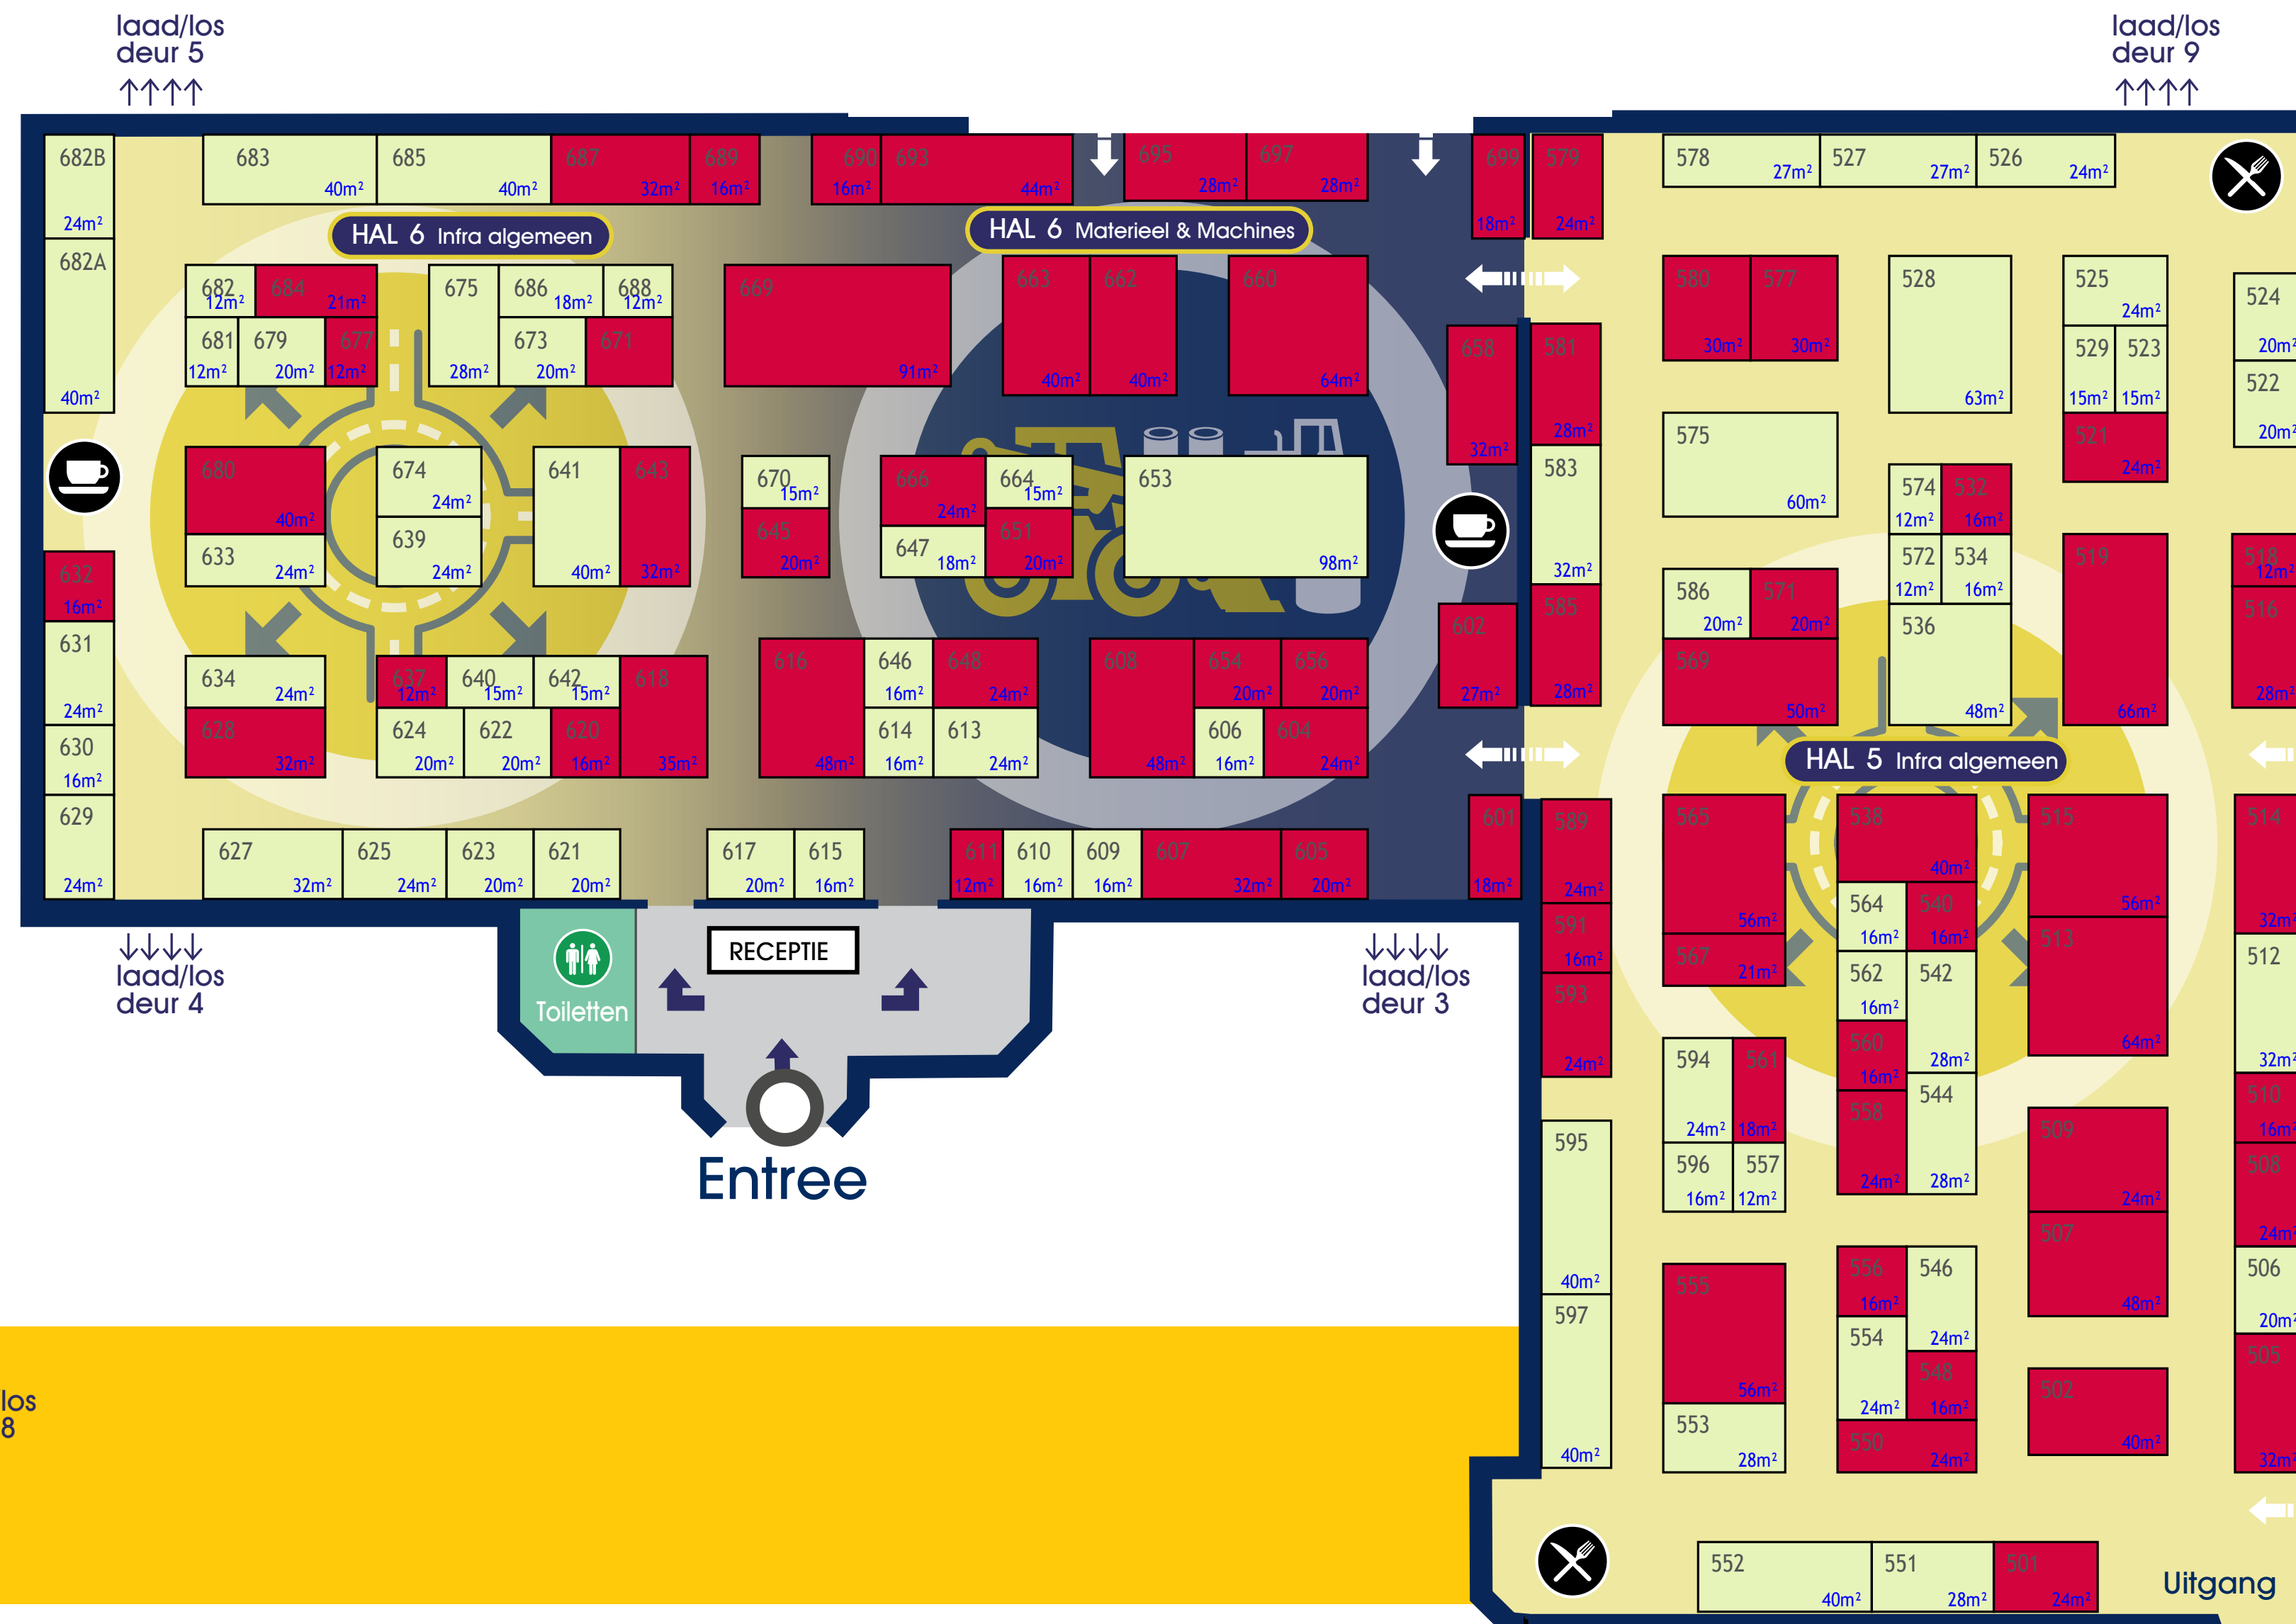 laad/los
deur 5
↑↑↑↑
laad/los
deur 9
↑↑↑↑
682B
24m²
683
40m²
685
40m²
687
32m²
689
16m²
690
16m²
693
44m²
695
28m²
697
28m²
699
18m²
579
24m²
578
27m²
527
27m²
526
24m²
HAL 6 Infra algemeen
HAL 6 Materieel & Machines
682A
40m²
682
12m²
684
21m²
681
12m²
679
20m²
677
12m²
675
28m²
686
18m²
688
12m²
673
20m²
671
669
91m²
663
40m²
662
40m²
660
64m²
658
32m²
581
28m²
580
30m²
577
30m²
528
63m²
525
24m²
529
15m²
523
15m²
521
24m²
524
20m²
522
20m²
680
40m²
633
24m²
674
24m²
639
24m²
641
40m²
643
32m²
670
15m²
645
20m²
666
24m²
664
15m²
647
18m²
651
20m²
653
98m²
583
32m²
585
28m²
575
60m²
574
12m²
532
16m²
572
12m²
534
16m²
536
48m²
519
66m²
518
12m²
516
28m²
632
16m²
631
24m²
630
16m²
629
24m²
586
20m²
571
20m²
569
50m²
634
24m²
628
32m²
637
12m²
640
15m²
642
15m²
618
35m²
624
20m²
622
20m²
620
16m²
616
48m²
646
16m²
648
24m²
614
16m²
613
24m²
608
48m²
654
20m²
656
20m²
606
16m²
604
24m²
602
27m²
HAL 5 Infra algemeen
627
32m²
625
24m²
623
20m²
621
20m²
617
20m²
615
16m²
611
12m²
610
16m²
609
16m²
607
32m²
605
20m²
601
18m²
589
24m²
591
16m²
593
24m²
565
56m²
567
21m²
538
40m²
564
16m²
540
16m²
562
16m²
542
28m²
560
16m²
558
24m²
544
28m²
515
56m²
513
64m²
514
32m²
512
32m²
510
16m²
508
24m²
506
20m²
505
32m²
↓↓↓↓
laad/los
deur 4
Toiletten
RECEPTIE
↓↓↓↓
laad/los
deur 3
Entree
594
24m²
561
18m²
596
16m²
557
12m²
509
24m²
507
48m²
595
40m²
597
40m²
555
56m²
553
28m²
556
16m²
546
24m²
554
24m²
548
16m²
550
24m²
502
40m²
los
8
552
40m²
551
28m²
501
24m²
Uitgang